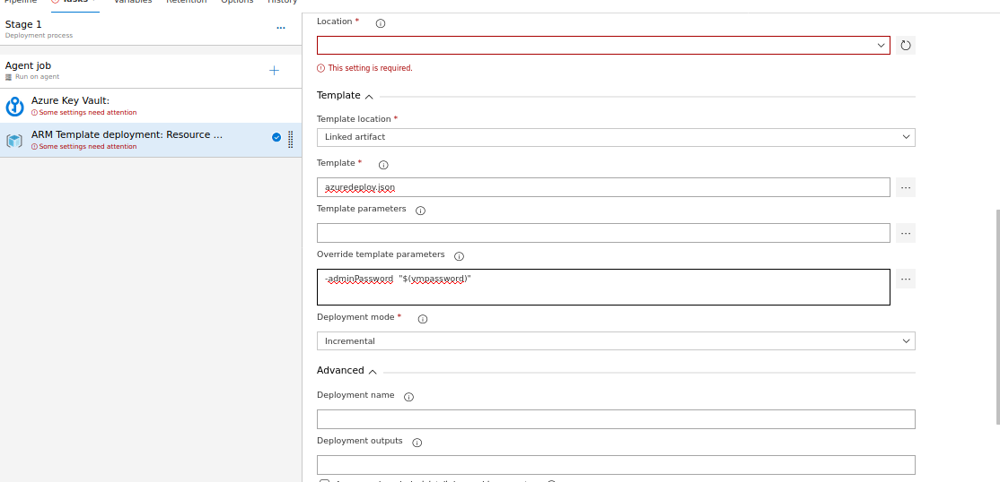 Pipeline Tasks Variables Retention Options History
Stage 1
Deployment process
...
Agent job
Run on agent
Azure Key Vault:
Some settings need attention
ARM Template deployment: Resource ...
Some settings need attention
Location *
This setting is required.
Template
Template location *
Linked artifact
Template *
azuredeploy.json
...
Template parameters
...
Override template parameters
-adminPassword "$(vmpassword)"
...
Deployment mode *
Incremental
Advanced
Deployment name
Deployment outputs